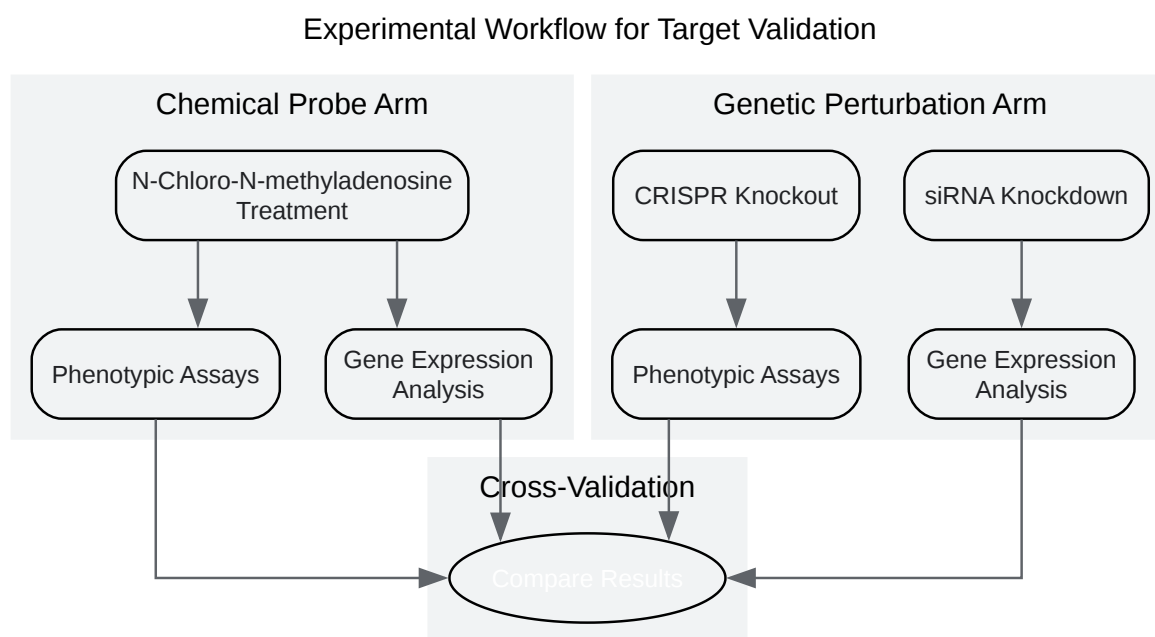 Experimental Workflow for Target Validation
Chemical Probe Arm
Genetic Perturbation Arm
N-Chloro-N-methyladenosine
Treatment
CRISPR Knockout
siRNA Knockdown
Phenotypic Assays
Gene Expression
Analysis
Phenotypic Assays
Gene Expression
Analysis
Cross-Validation
Compare Results